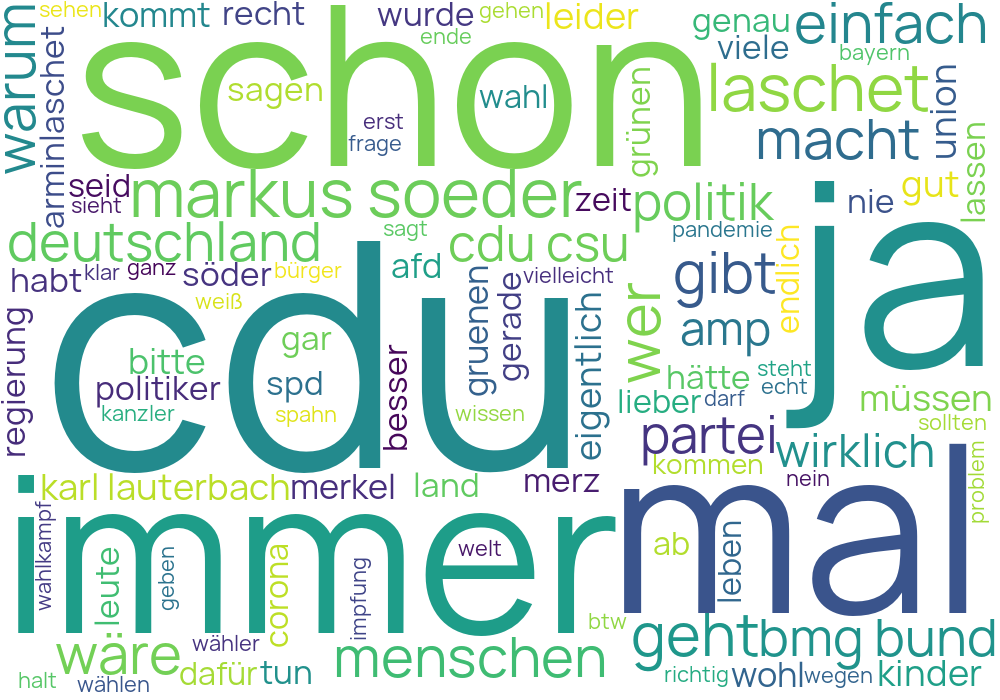 sehen
kommt
recht
wurde
gehen
leider
genau
einfach
warum
arminlaschet
schon
ende
viele
bayern
sagen
wahl
grünen
laschet
union
erst
frage
macht
lassen
seid
sieht
markus soeder
zeit
politik
nie
gut
deutschland
sagt
cdu csu
pandemie
endlich
ja
habt
klar
ganz
söder
bürger
afd
gruenen
gerade
vielleicht
gibt
weiß
cdu
eigentlich
wer
amp
regierung
gar
bitte
politiker
spd
besser
hätte
steht
echt
kanzler
spahn
wissen
lieber
darf
müssen
sollten
partei
wirklich
kommen
nein
problem
karl lauterbach
merkel
land
merz
immer
mal
wahlkampf
leute
geben
corona
impfung
welt
ab
leben
btw
wäre
wähler
menschen
geht
bmg bund
halt
wählen
dafür
tun
richtig
wohl
wegen
kinder